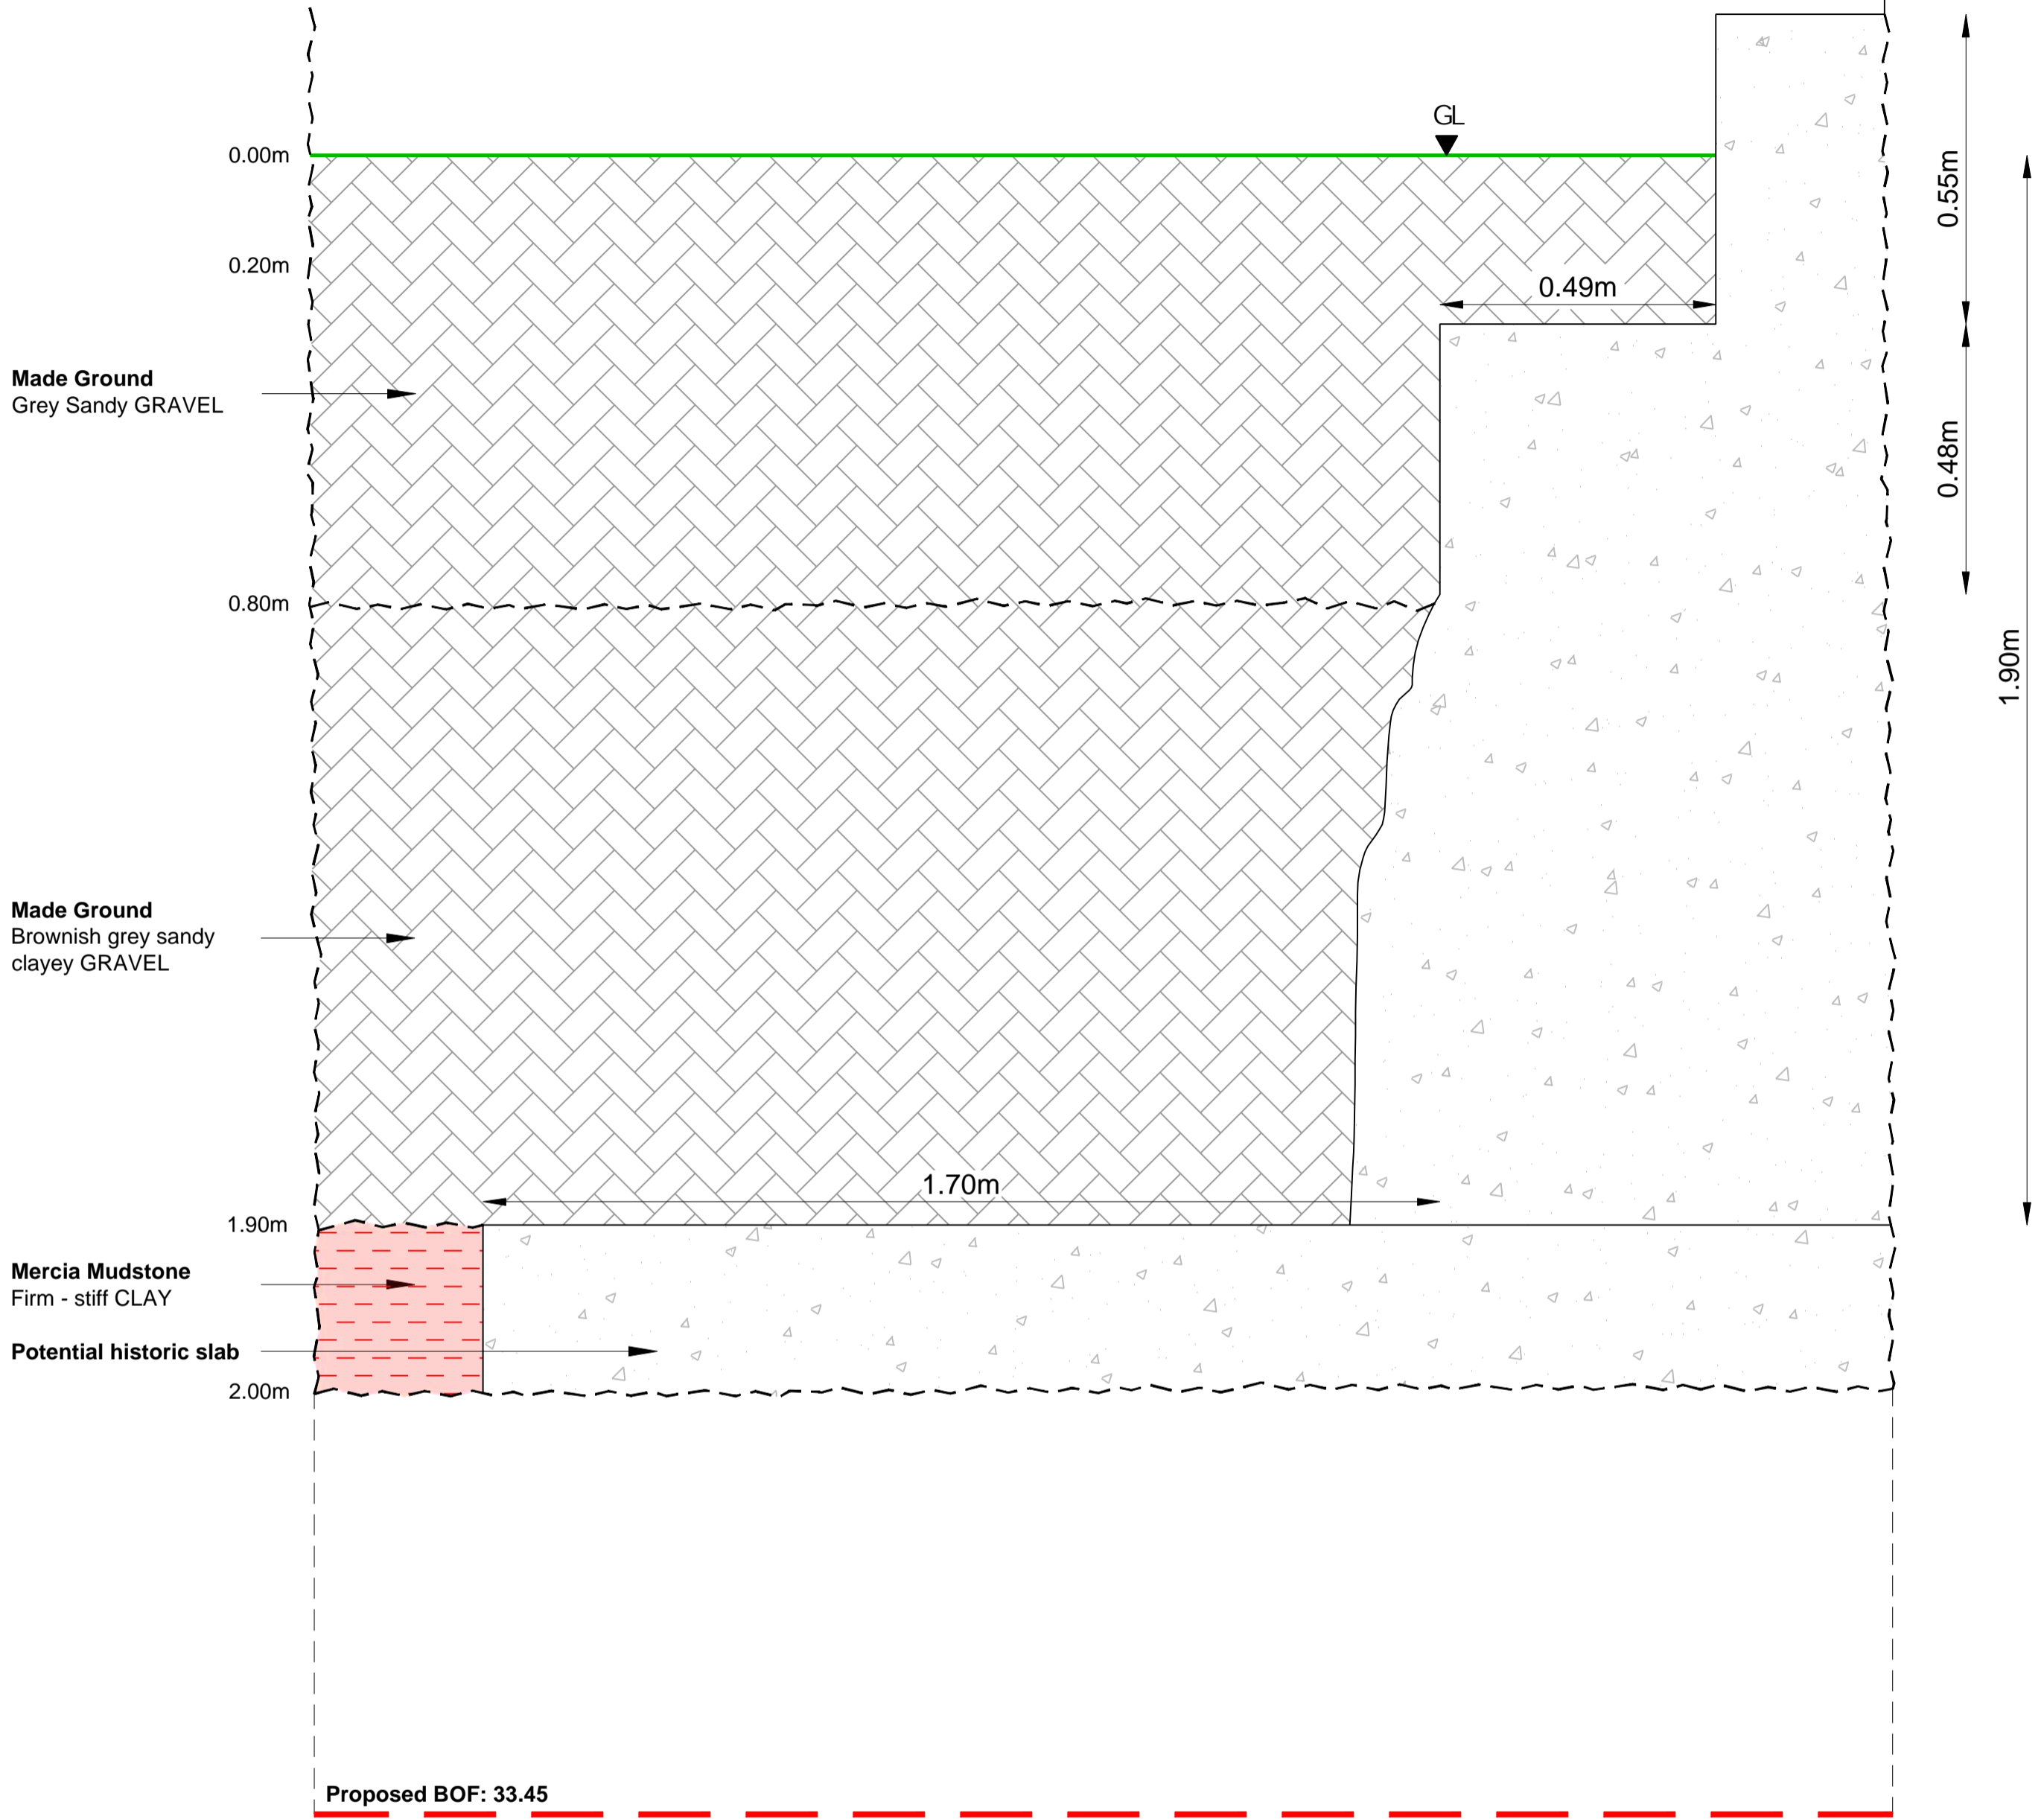 GL
0.00m
0.55m
0.20m
0.49m
Made Ground
Grey Sandy GRAVEL
0.48m
0.80m
1.90m
Made Ground
Brownish grey sandy
clayey GRAVEL
1.70m
1.90m
Mercia Mudstone
Firm - stiff CLAY
Potential historic slab
2.00m
Proposed BOF: 33.45